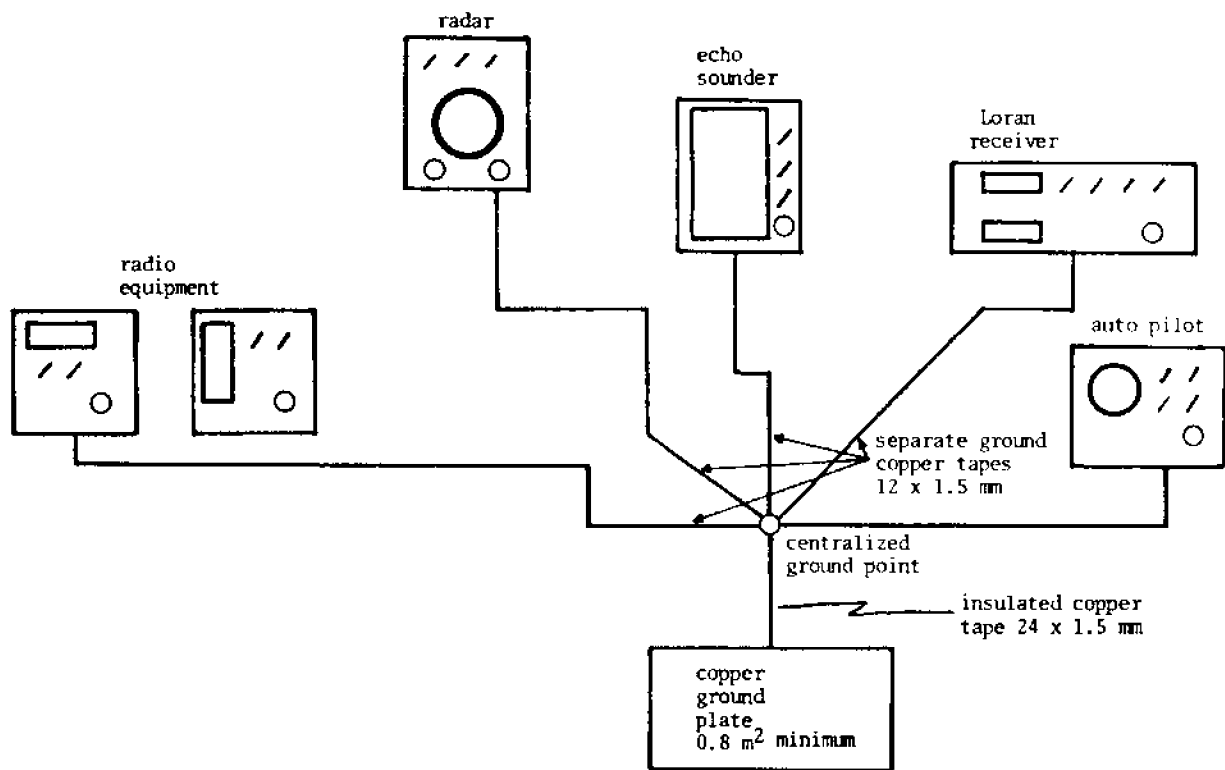 radar
echo
sounder
Loran
receiver
radio
equipment
auto pilot
separate ground
copper tapes
12 x 1.5 mm
centralized
ground point
insulated copper
tape 24 x 1.5 mm
copper
ground
plate
0.8 m² minimum